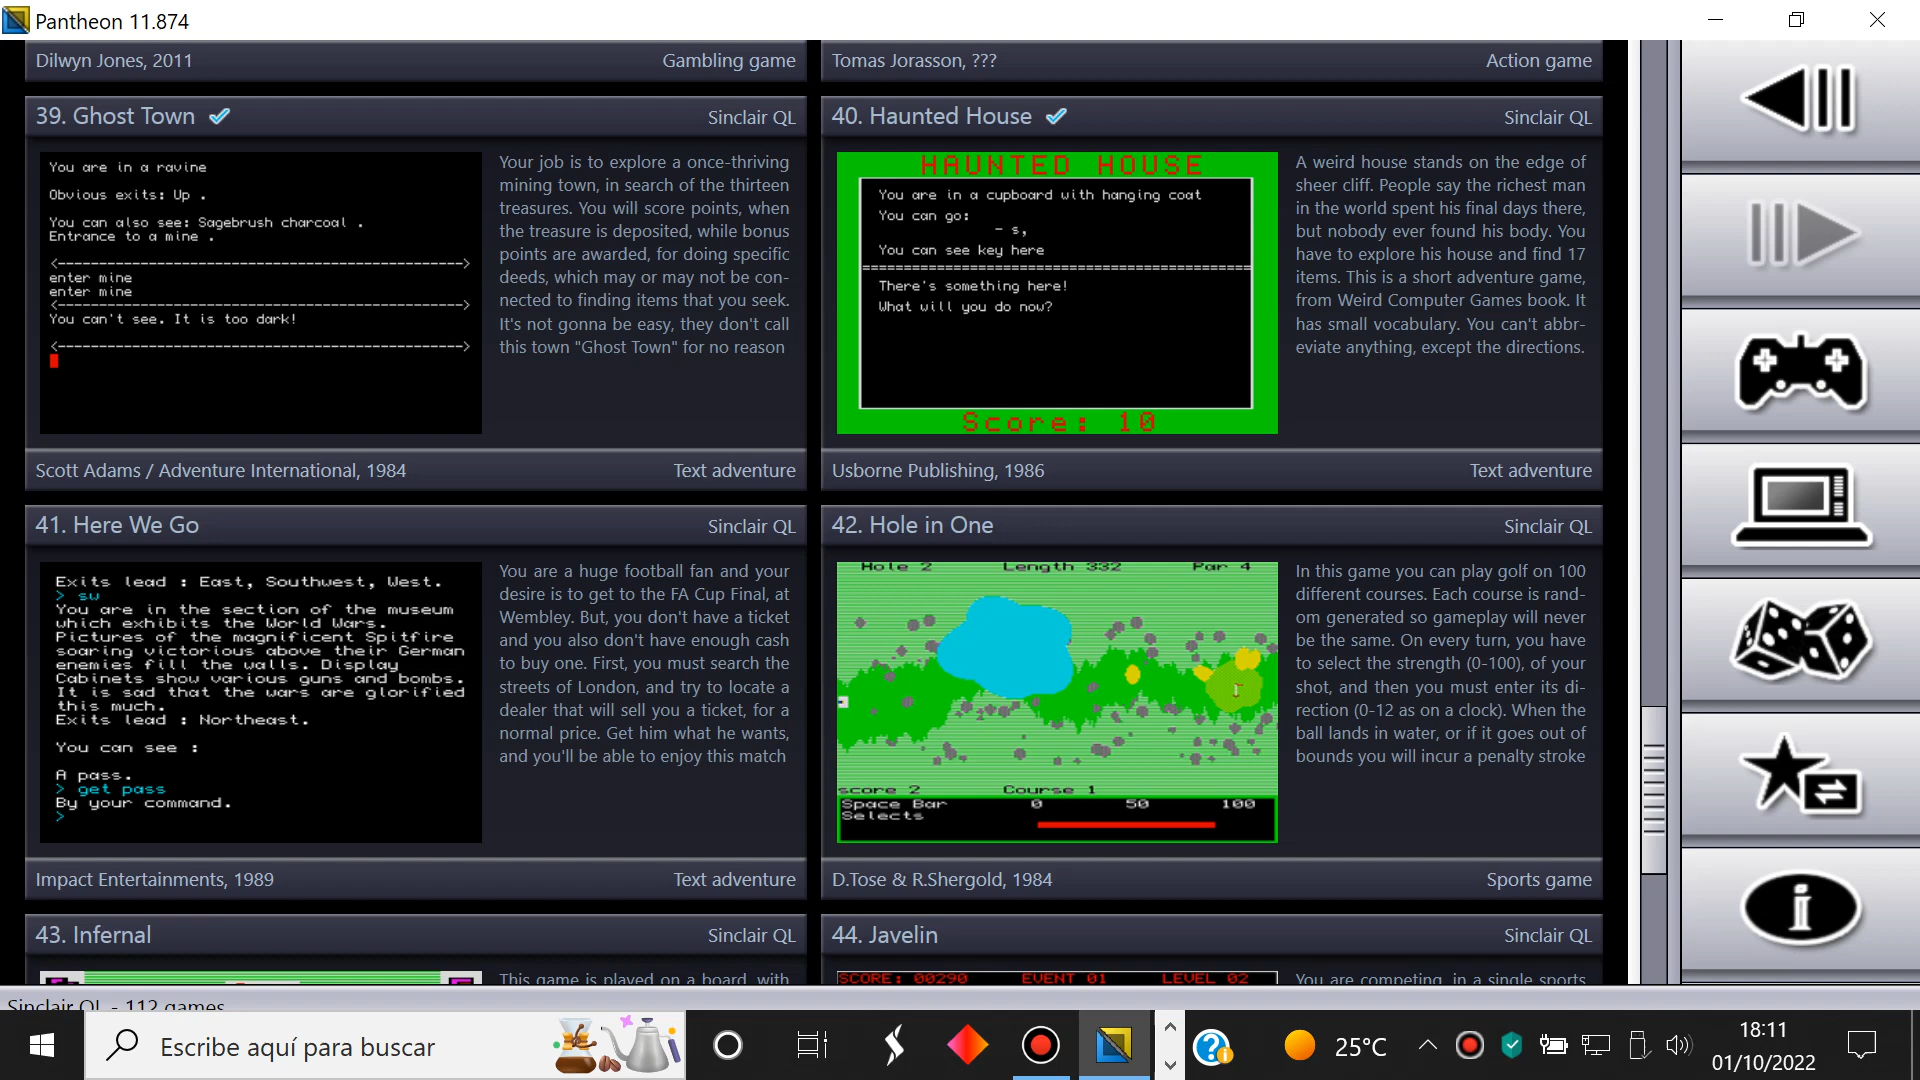 Pantheon 11.874
Dilwyn Jones, 2011
Gambling game
Tomas Jorasson, ???
Action game
39. Ghost Town
Sinclair QL
You are in a ravine
Obvious exits: Up .
You can also see: Sagebrush charcoal .
Entrance to a mine .
<-------------------------------------------------->
enter mine
enter mine
<-------------------------------------------------->
You can't see. It is too dark!
<-------------------------------------------------->
Your job is to explore a once-thriving
mining town, in search of the thirteen
treasures. You will score points, when
the treasure is deposited, while bonus
points are awarded, for doing specific
deeds, which may or may not be con-
nected to finding items that you seek.
It's not gonna be easy, they don't call
this town "Ghost Town" for no reason
Scott Adams / Adventure International, 1984
Text adventure
40. Haunted House
Sinclair QL
HAUNTED HOUSE
You are in a cupboard with hanging coat
You can go:
- s,
You can see key here
There's something here!
What will you do now?
Score: 10
A weird house stands on the edge of
sheer cliff. People say the richest man
in the world spent his final days there,
but nobody ever found his body. You
have to explore his house and find 17
items. This is a short adventure game,
from Weird Computer Games book. It
has small vocabulary. You can't abbr-
eviate anything, except the directions.
Usborne Publishing, 1986
Text adventure
41. Here We Go
Sinclair QL
Exits lead : East, Southwest, West.
> sw
You are in the section of the museum
which exhibits the World Wars.
Pictures of the magnificent Spitfire
soaring victorious above their German
enemies fill the walls. Display
Cabinets show various guns and bombs.
It is sad that the wars are glorified
this much.
Exits lead : Northeast.
You can see :
A pass.
> get pass
By your command.
>
You are a huge football fan and your
desire is to get to the FA Cup Final, at
Wembley. But, you don't have a ticket
and you also don't have enough cash
to buy one. First, you must search the
streets of London, and try to locate a
dealer that will sell you a ticket, for a
normal price. Get him what he wants,
and you'll be able to enjoy this match
Impact Entertainments, 1989
Text adventure
42. Hole in One
Sinclair QL
Hole 2 Length 332 Par 4
score 2 Course 1
Space Bar 0 50 100
Selects
In this game you can play golf on 100
different courses. Each course is rand-
om generated so gameplay will never
be the same. On every turn, you have
to select the strength (0-100), of your
shot, and then you must enter its di-
rection (0-12 as on a clock). When the
ball lands in water, or if it goes out of
bounds you will incur a penalty stroke
D.Tose & R.Shergold, 1984
Sports game
43. Infernal
Sinclair QL
This game is played on a board, with
44. Javelin
Sinclair QL
SCORE: 00290 EVENT 01 LEVEL 02
You are competing, in a single sports
Sinclair QL - 112 games
Escribe aquí para buscar
25°C
18:11
01/10/2022